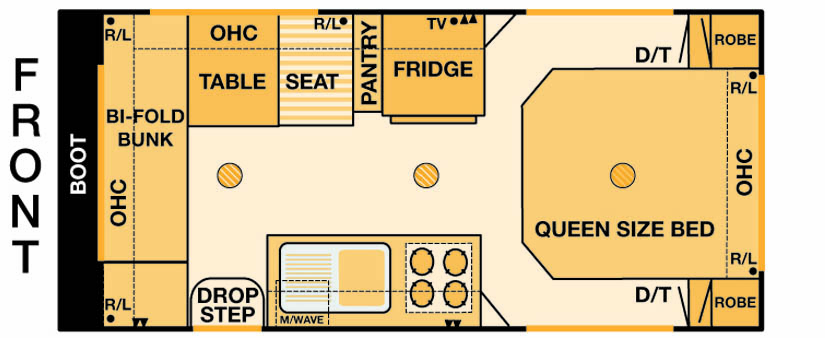 FRONT
BOOT
R/L
BI-FOLD
BUNK
OHC
R/L
OHC
TABLE
R/L
SEAT
PANTRY
TV
FRIDGE
D/T
ROBE
R/L
OHC
QUEEN SIZE BED
R/L
D/T
ROBE
DROP
STEP
M/WAVE